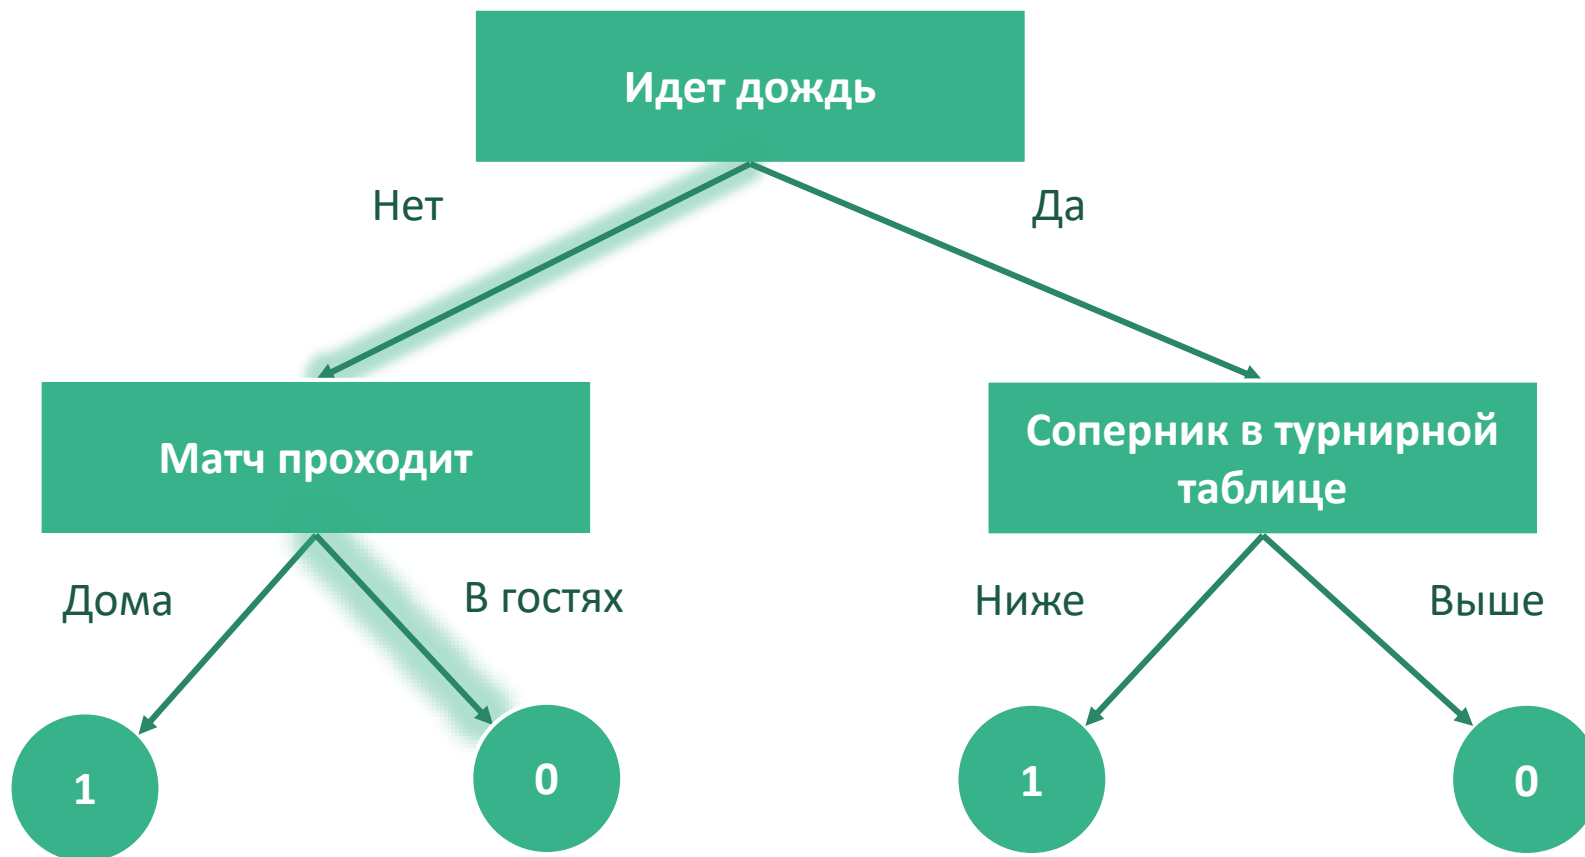 Идет дождь
Нет
Да
Матч проходит
Соперник в турнирной
таблице
Дома
В гостях
Ниже
Выше
1
0
1
0